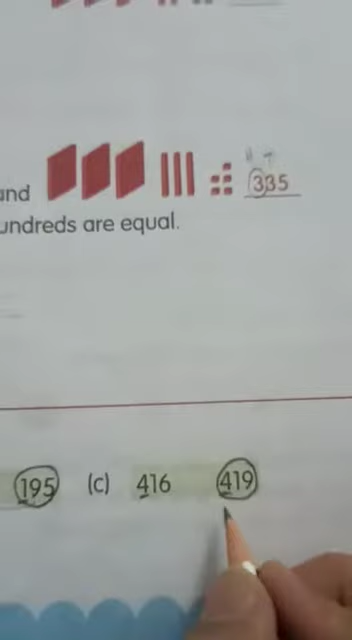 and 335
undreds are equal.
195 (c) 416 419